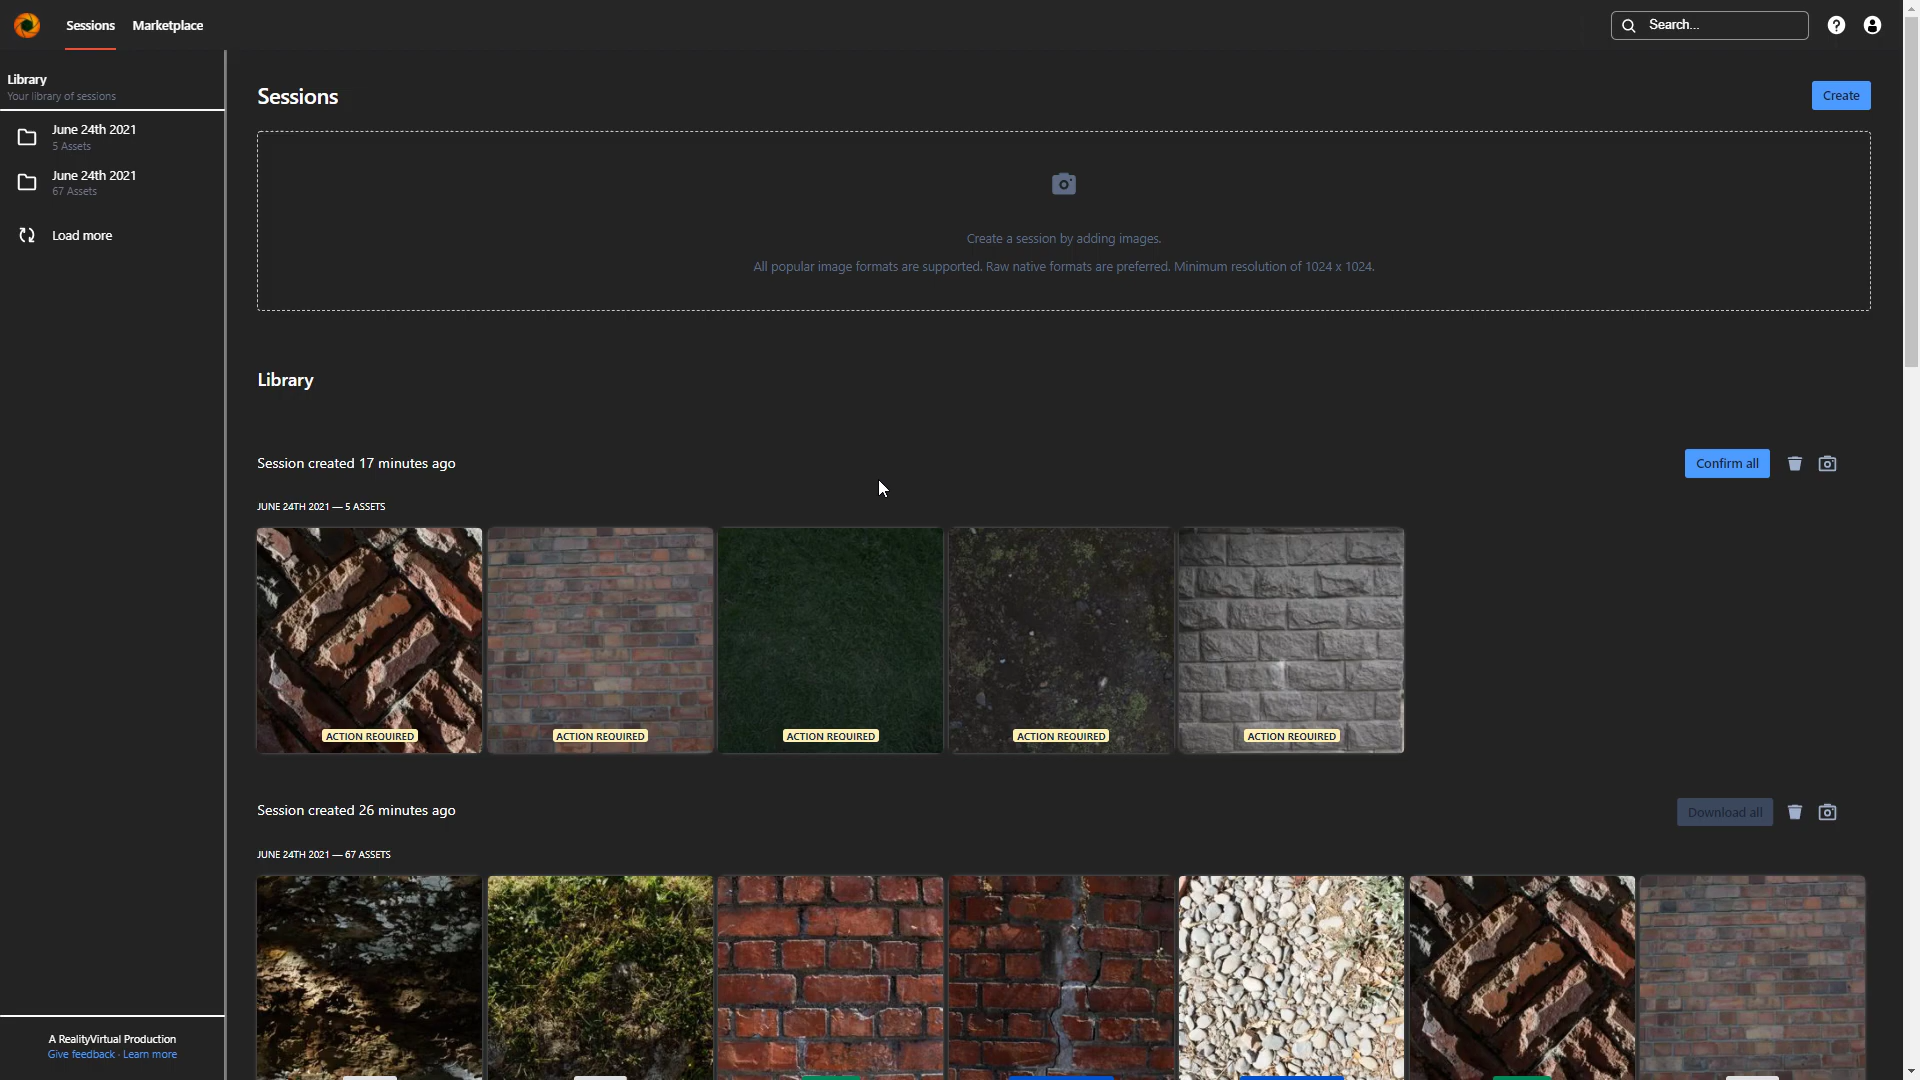 Sessions
Marketplace
Search...
Library
Your library of sessions
June 24th 2021
5 Assets
June 24th 2021
67 Assets
Load more
Sessions
Create
Create a session by adding images.
All popular image formats are supported. Raw native formats are preferred. Minimum resolution of 1024 x 1024.
Library
Session created 17 minutes ago
Confirm all
JUNE 24TH 2021 — 5 ASSETS
ACTION REQUIRED
ACTION REQUIRED
ACTION REQUIRED
ACTION REQUIRED
ACTION REQUIRED
Session created 26 minutes ago
Download all
JUNE 24TH 2021 — 67 ASSETS
A RealityVirtual Production
Give feedback · Learn more